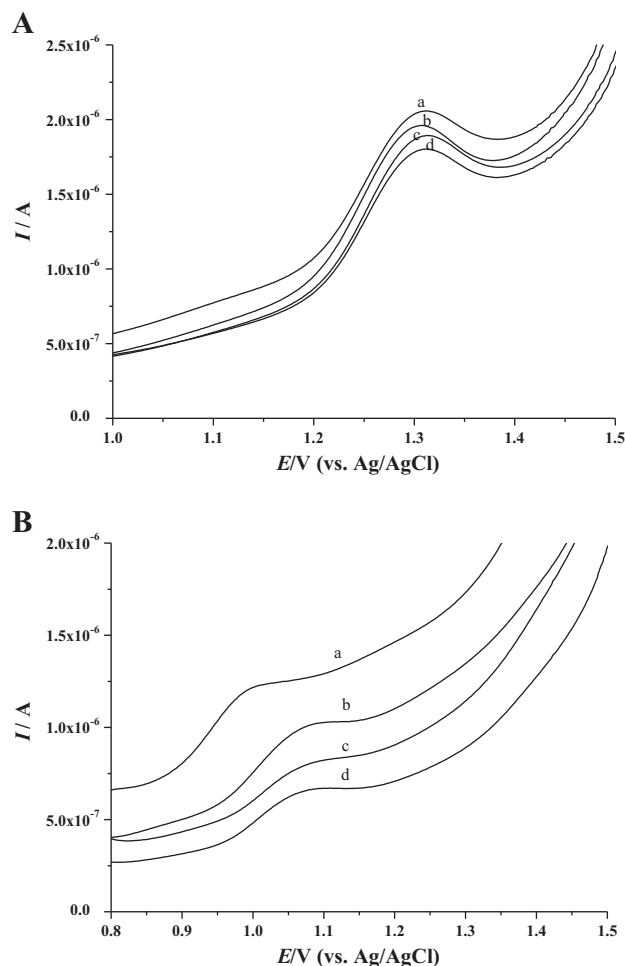 A
2.5x10⁻⁶
2.0x10⁻⁶
1.5x10⁻⁶
1.0x10⁻⁶
5.0x10⁻⁷
0.0
I / A
a
b
c
d
1.0 1.1 1.2 1.3 1.4 1.5
E/V (vs. Ag/AgCl)
B
2.0x10⁻⁶
1.5x10⁻⁶
1.0x10⁻⁶
5.0x10⁻⁷
0.0
I / A
a
b
c
d
0.8 0.9 1.0 1.1 1.2 1.3 1.4 1.5
E/V (vs. Ag/AgCl)